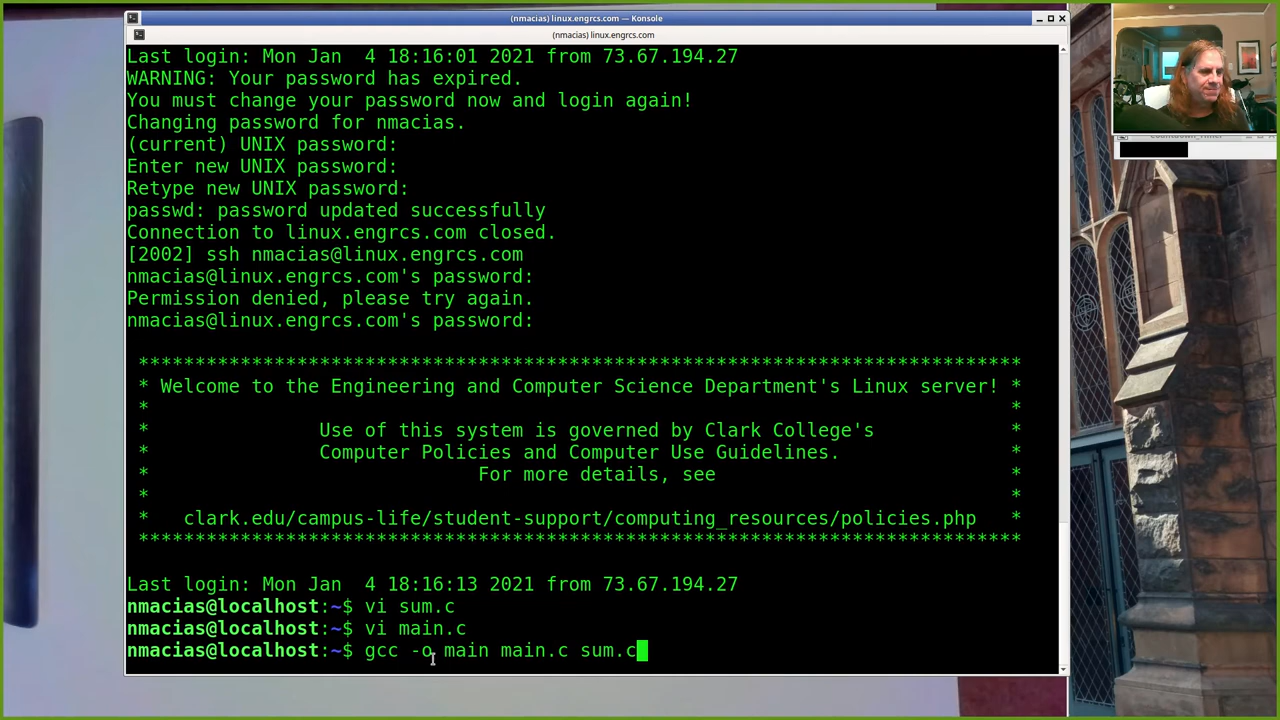 (nmacias) linux.engrcs.com — Konsole
(nmacias) linux.engrcs.com
Last login: Mon Jan  4 18:16:01 2021 from 73.67.194.27
WARNING: Your password has expired.
You must change your password now and login again!
Changing password for nmacias.
(current) UNIX password:
Enter new UNIX password:
Retype new UNIX password:
passwd: password updated successfully
Connection to linux.engrcs.com closed.
[2002] ssh nmacias@linux.engrcs.com
nmacias@linux.engrcs.com's password:
Permission denied, please try again.
nmacias@linux.engrcs.com's password:
******************************************************************************
* Welcome to the Engineering and Computer Science Department's Linux server! *
*                                                                            *
*               Use of this system is governed by Clark College's            *
*               Computer Policies and Computer Use Guidelines.               *
*                             For more details, see                          *
*                                                                            *
*   clark.edu/campus-life/student-support/computing_resources/policies.php   *
******************************************************************************
Last login: Mon Jan  4 18:16:13 2021 from 73.67.194.27
nmacias@localhost:~$ vi sum.c
nmacias@localhost:~$ vi main.c
nmacias@localhost:~$ gcc -o main main.c sum.c